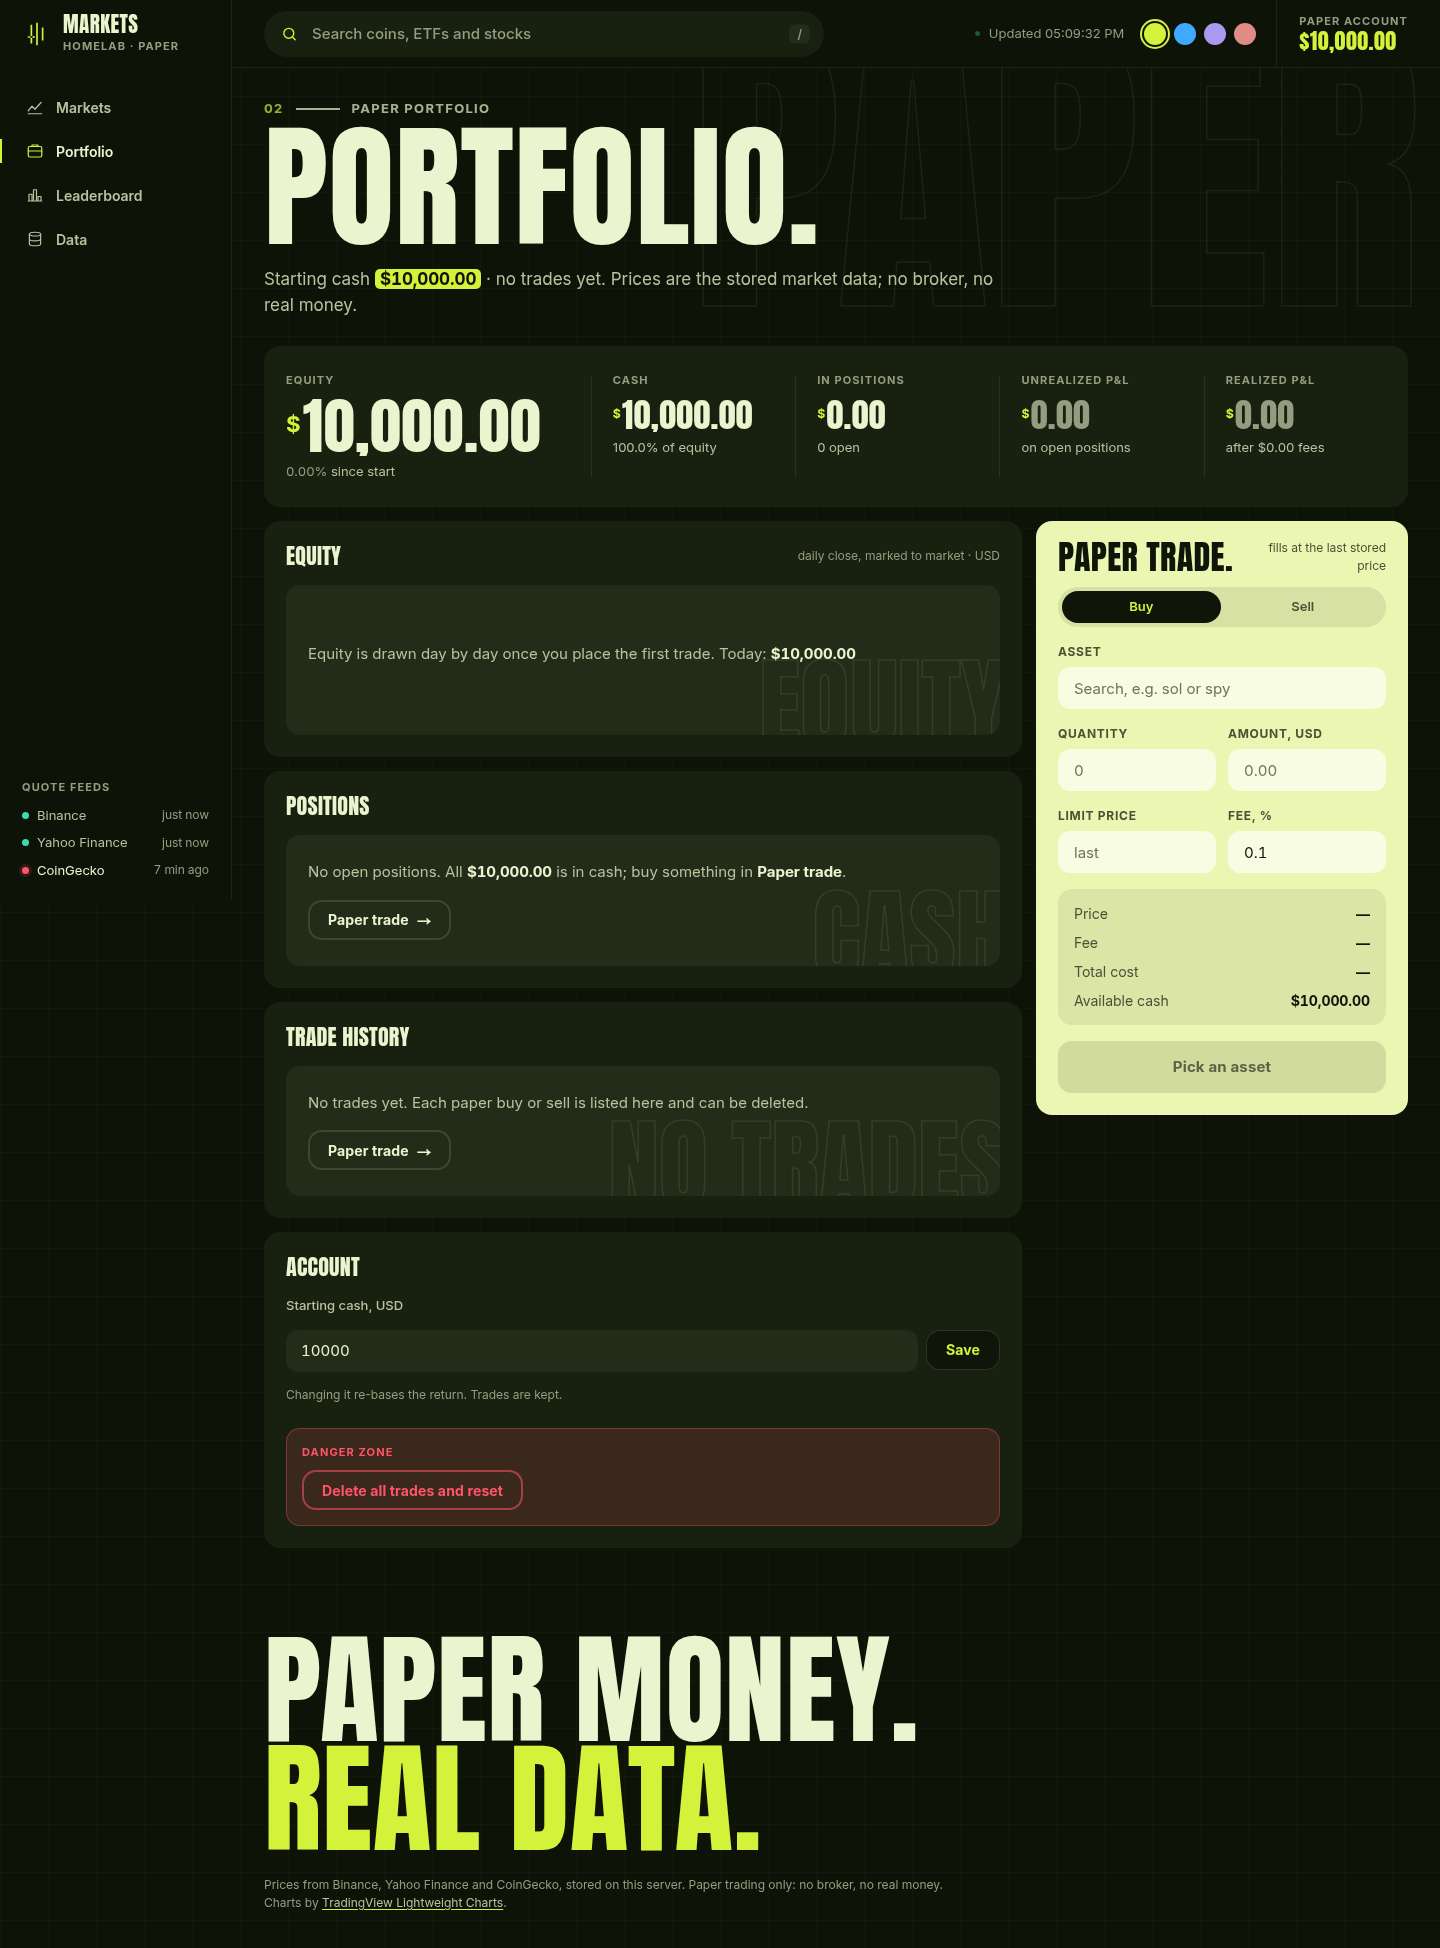 MARKETS
HOMELAB · PAPER
Search coins, ETFs and stocks
/
Updated 05:09:32 PM
PAPER ACCOUNT
$10,000.00
Markets
Portfolio
Leaderboard
Data
QUOTE FEEDS
Binance just now
Yahoo Finance just now
CoinGecko 7 min ago
PAPER
02 PAPER PORTFOLIO
PORTFOLIO.
Starting cash $10,000.00 · no trades yet. Prices are the stored market data; no broker, no
real money.
EQUITY
$10,000.00
0.00% since start
CASH
$10,000.00
100.0% of equity
IN POSITIONS
$0.00
0 open
UNREALIZED P&L
$0.00
on open positions
REALIZED P&L
$0.00
after $0.00 fees
EQUITY
daily close, marked to market · USD
Equity is drawn day by day once you place the first trade. Today: $10,000.00
EQUITY
POSITIONS
No open positions. All $10,000.00 is in cash; buy something in Paper trade.
Paper trade →
CASH
TRADE HISTORY
No trades yet. Each paper buy or sell is listed here and can be deleted.
Paper trade →
NO TRADES
ACCOUNT
Starting cash, USD
10000
Save
Changing it re-bases the return. Trades are kept.
DANGER ZONE
Delete all trades and reset
PAPER TRADE.
fills at the last stored
price
Buy Sell
ASSET
Search, e.g. sol or spy
QUANTITY AMOUNT, USD
0 0.00
LIMIT PRICE FEE, %
last 0.1
Price —
Fee —
Total cost —
Available cash $10,000.00
Pick an asset
PAPER MONEY.
REAL DATA.
Prices from Binance, Yahoo Finance and CoinGecko, stored on this server. Paper trading only: no broker, no real money.
Charts by TradingView Lightweight Charts.